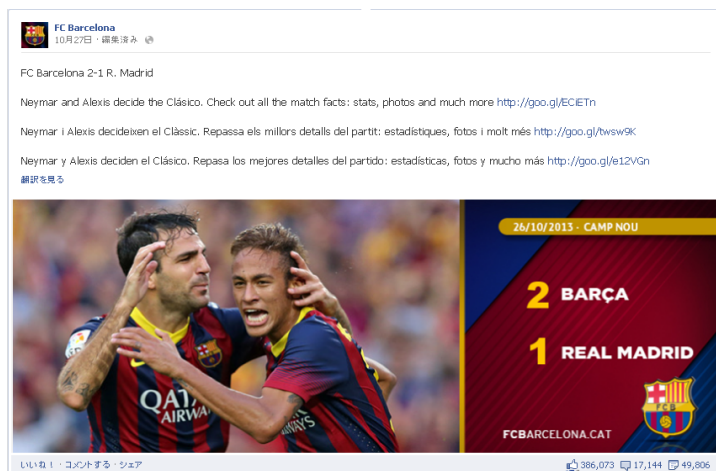 FC Barcelona
10月27日 · 編集済み
FC Barcelona 2-1 R. Madrid
Neymar and Alexis decide the Clásico. Check out all the match facts: stats, photos and much more http://goo.gl/ECiETn
Neymar i Alexis decideixen el Clàssic. Repassa els millors detalls del partit: estadístiques, fotos i molt més http://goo.gl/twsw9K
Neymar y Alexis deciden el Clásico. Repasa los mejores detalles del partido: estadísticas, fotos y mucho más http://goo.gl/e12VGn
翻訳を見る
26/10/2013 · CAMP NOU
2 BARÇA
1 REAL MADRID
QATAR
AIRWAYS
FCB
FCBARCELONA.CAT
いいね! · コメントする · シェア
386,073 17,144 49,806